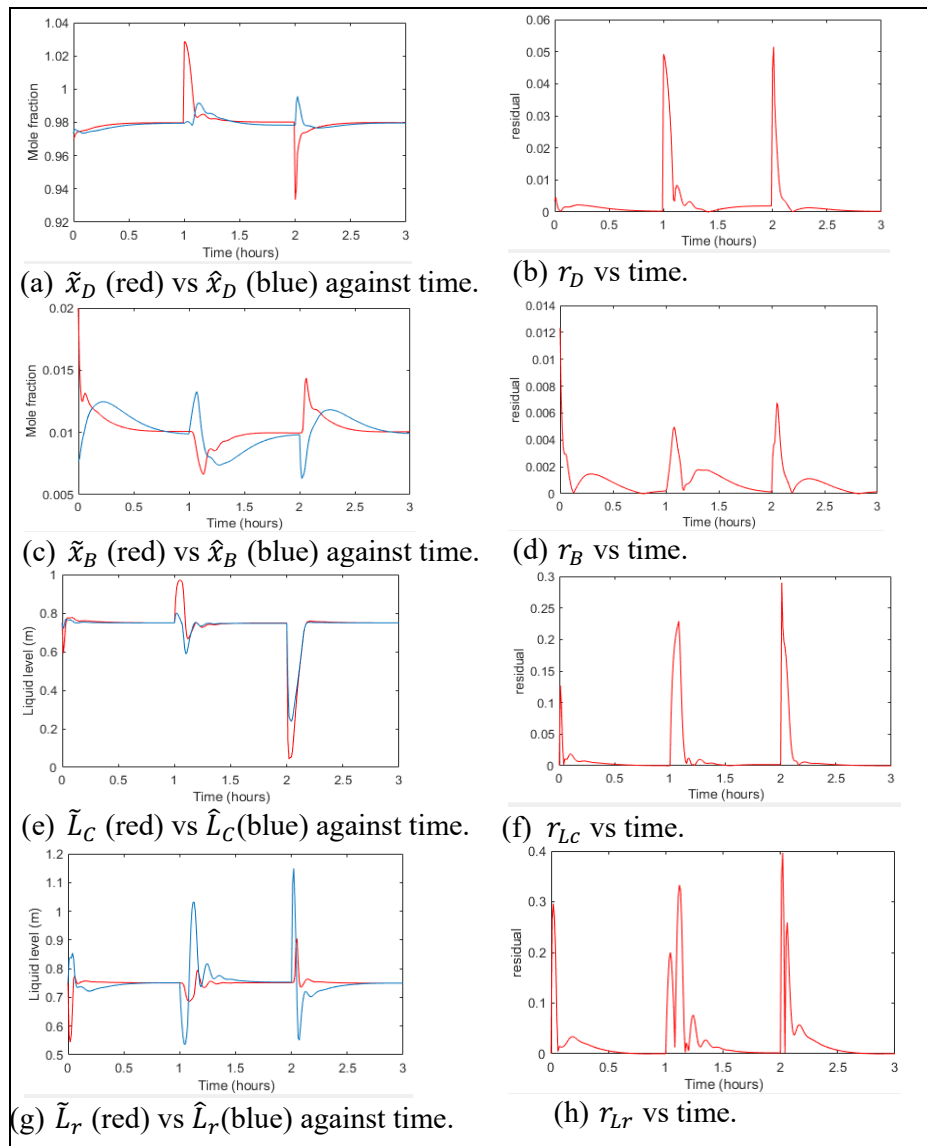 1.04
1.02
1
0.98
0.96
0.94
0.92
Mole fraction
0 0.5 1 1.5 2 2.5 3
Time (hours)
(a) x̃_D (red) vs x̂_D (blue) against time.
0.06
0.05
0.04
0.03
0.02
0.01
0
residual
0 0.5 1 1.5 2 2.5 3
Time (hours)
(b) r_D vs time.
0.02
0.015
0.01
0.005
Mole fraction
0 0.5 1 1.5 2 2.5 3
Time (hours)
(c) x̃_B (red) vs x̂_B (blue) against time.
0.014
0.012
0.01
0.008
0.006
0.004
0.002
0
residual
0 0.5 1 1.5 2 2.5 3
Time (hours)
(d) r_B vs time.
1
0.8
0.6
0.4
0.2
0
Liquid level (m)
0 0.5 1 1.5 2 2.5 3
Time (hours)
(e) L̃_C (red) vs L̂_C(blue) against time.
0.3
0.25
0.2
0.15
0.1
0.05
0
residual
0 0.5 1 1.5 2 2.5 3
Time (hours)
(f) r_Lc vs time.
1.2
1.1
1
0.9
0.8
0.7
0.6
0.5
Liquid level (m)
0 0.5 1 1.5 2 2.5 3
Time (hours)
(g) L̃_r (red) vs L̂_r(blue) against time.
0.4
0.3
0.2
0.1
0
residual
0 0.5 1 1.5 2 2.5 3
Time (hours)
(h) r_Lr vs time.